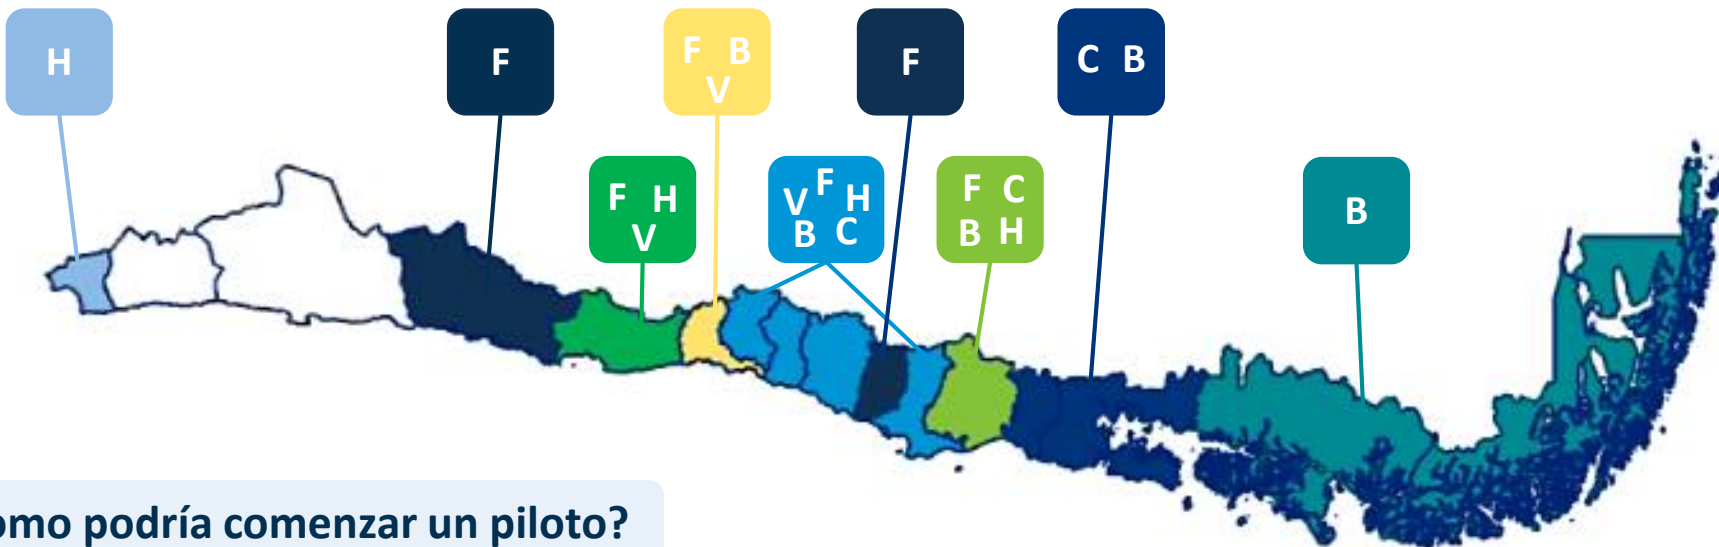 H
F
F B
V
F
C B
F H
V
V F H
B C
F C
B H
B
omo podría comenzar un piloto?